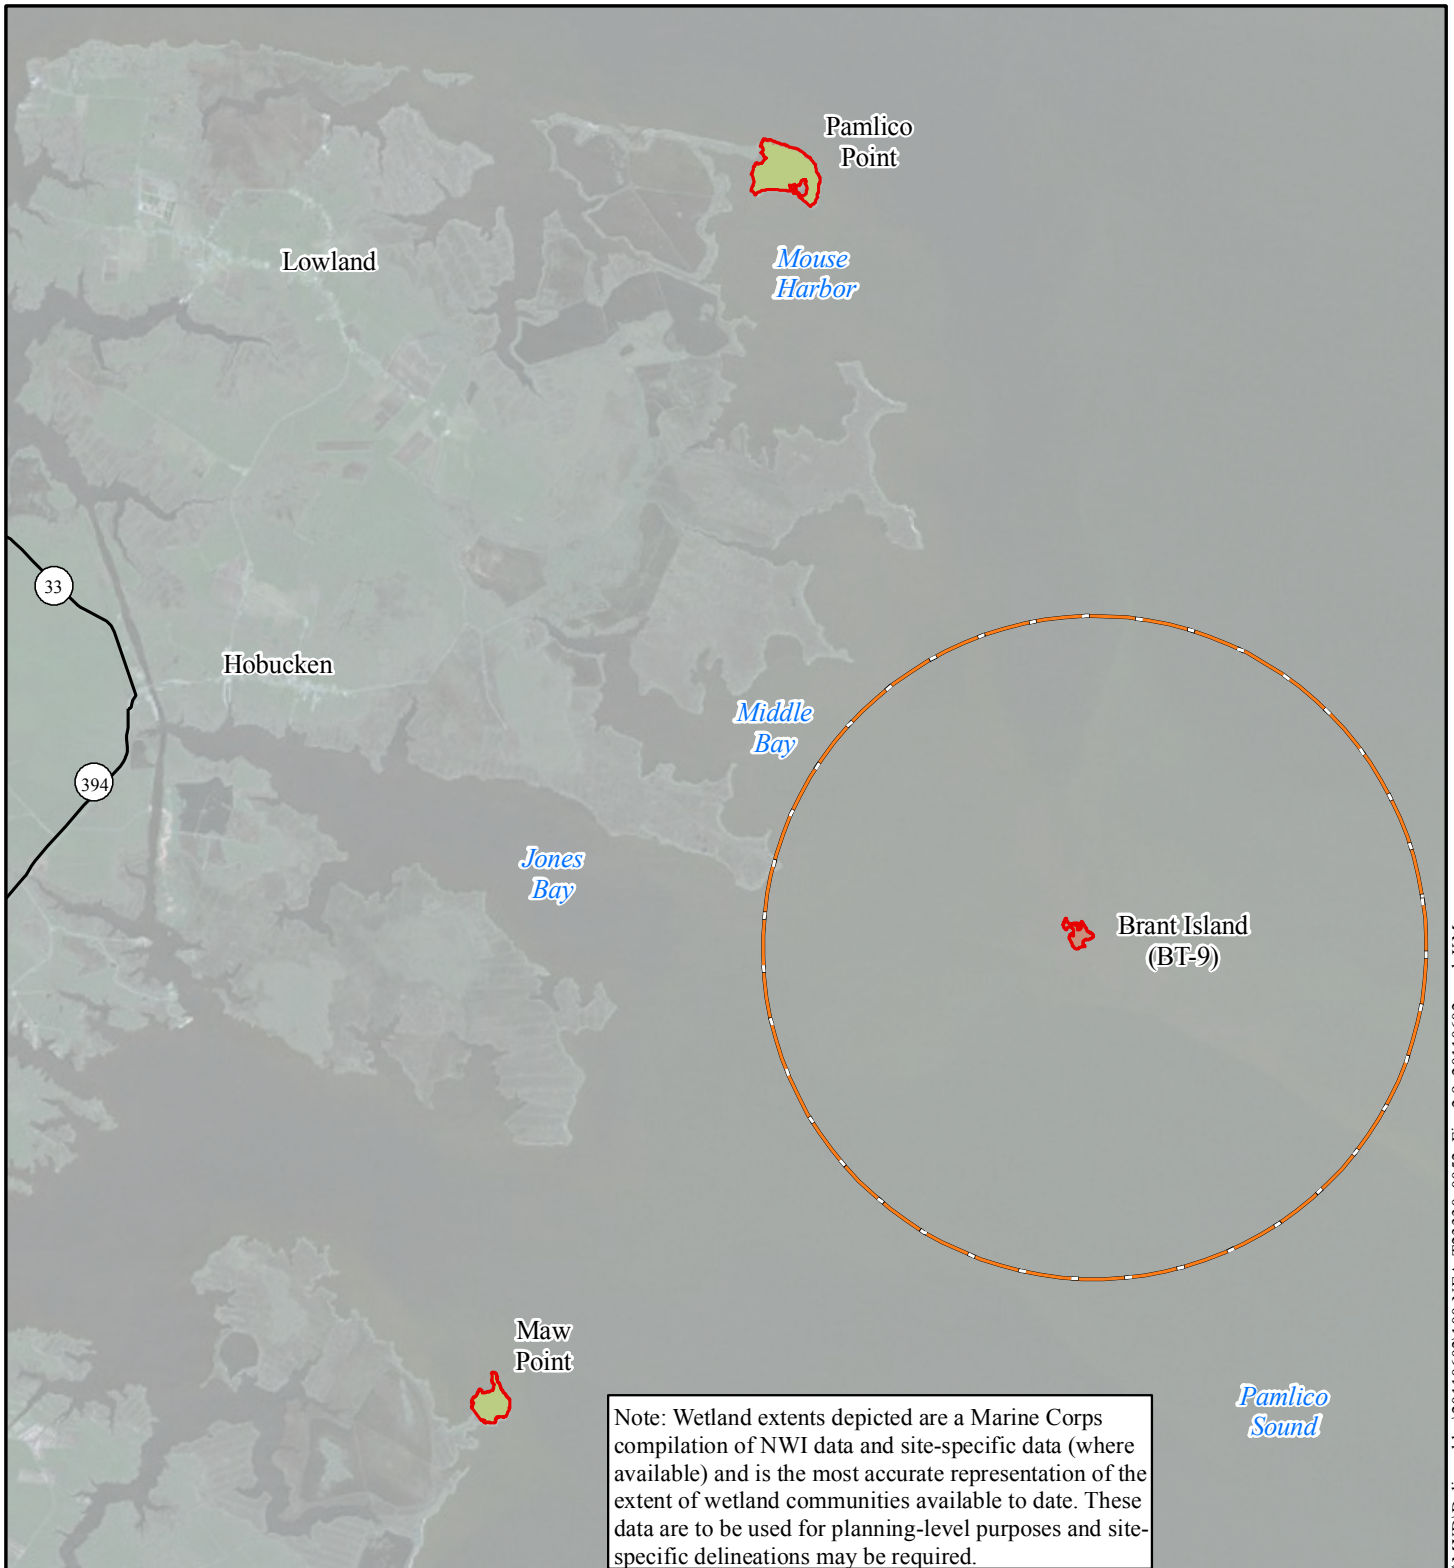 Pamlico
Point
Lowland
Mouse
Harbor
33
Hobucken
Middle
Bay
394
Jones
Bay
Brant Island
(BT-9)
Maw
Point
Pamlico
Sound
Note: Wetland extents depicted are a Marine Corps
compilation of NWI data and site-specific data (where
available) and is the most accurate representation of the
extent of wetland communities available to date. These
data are to be used for planning-level purposes and site-
specific delineations may be required.